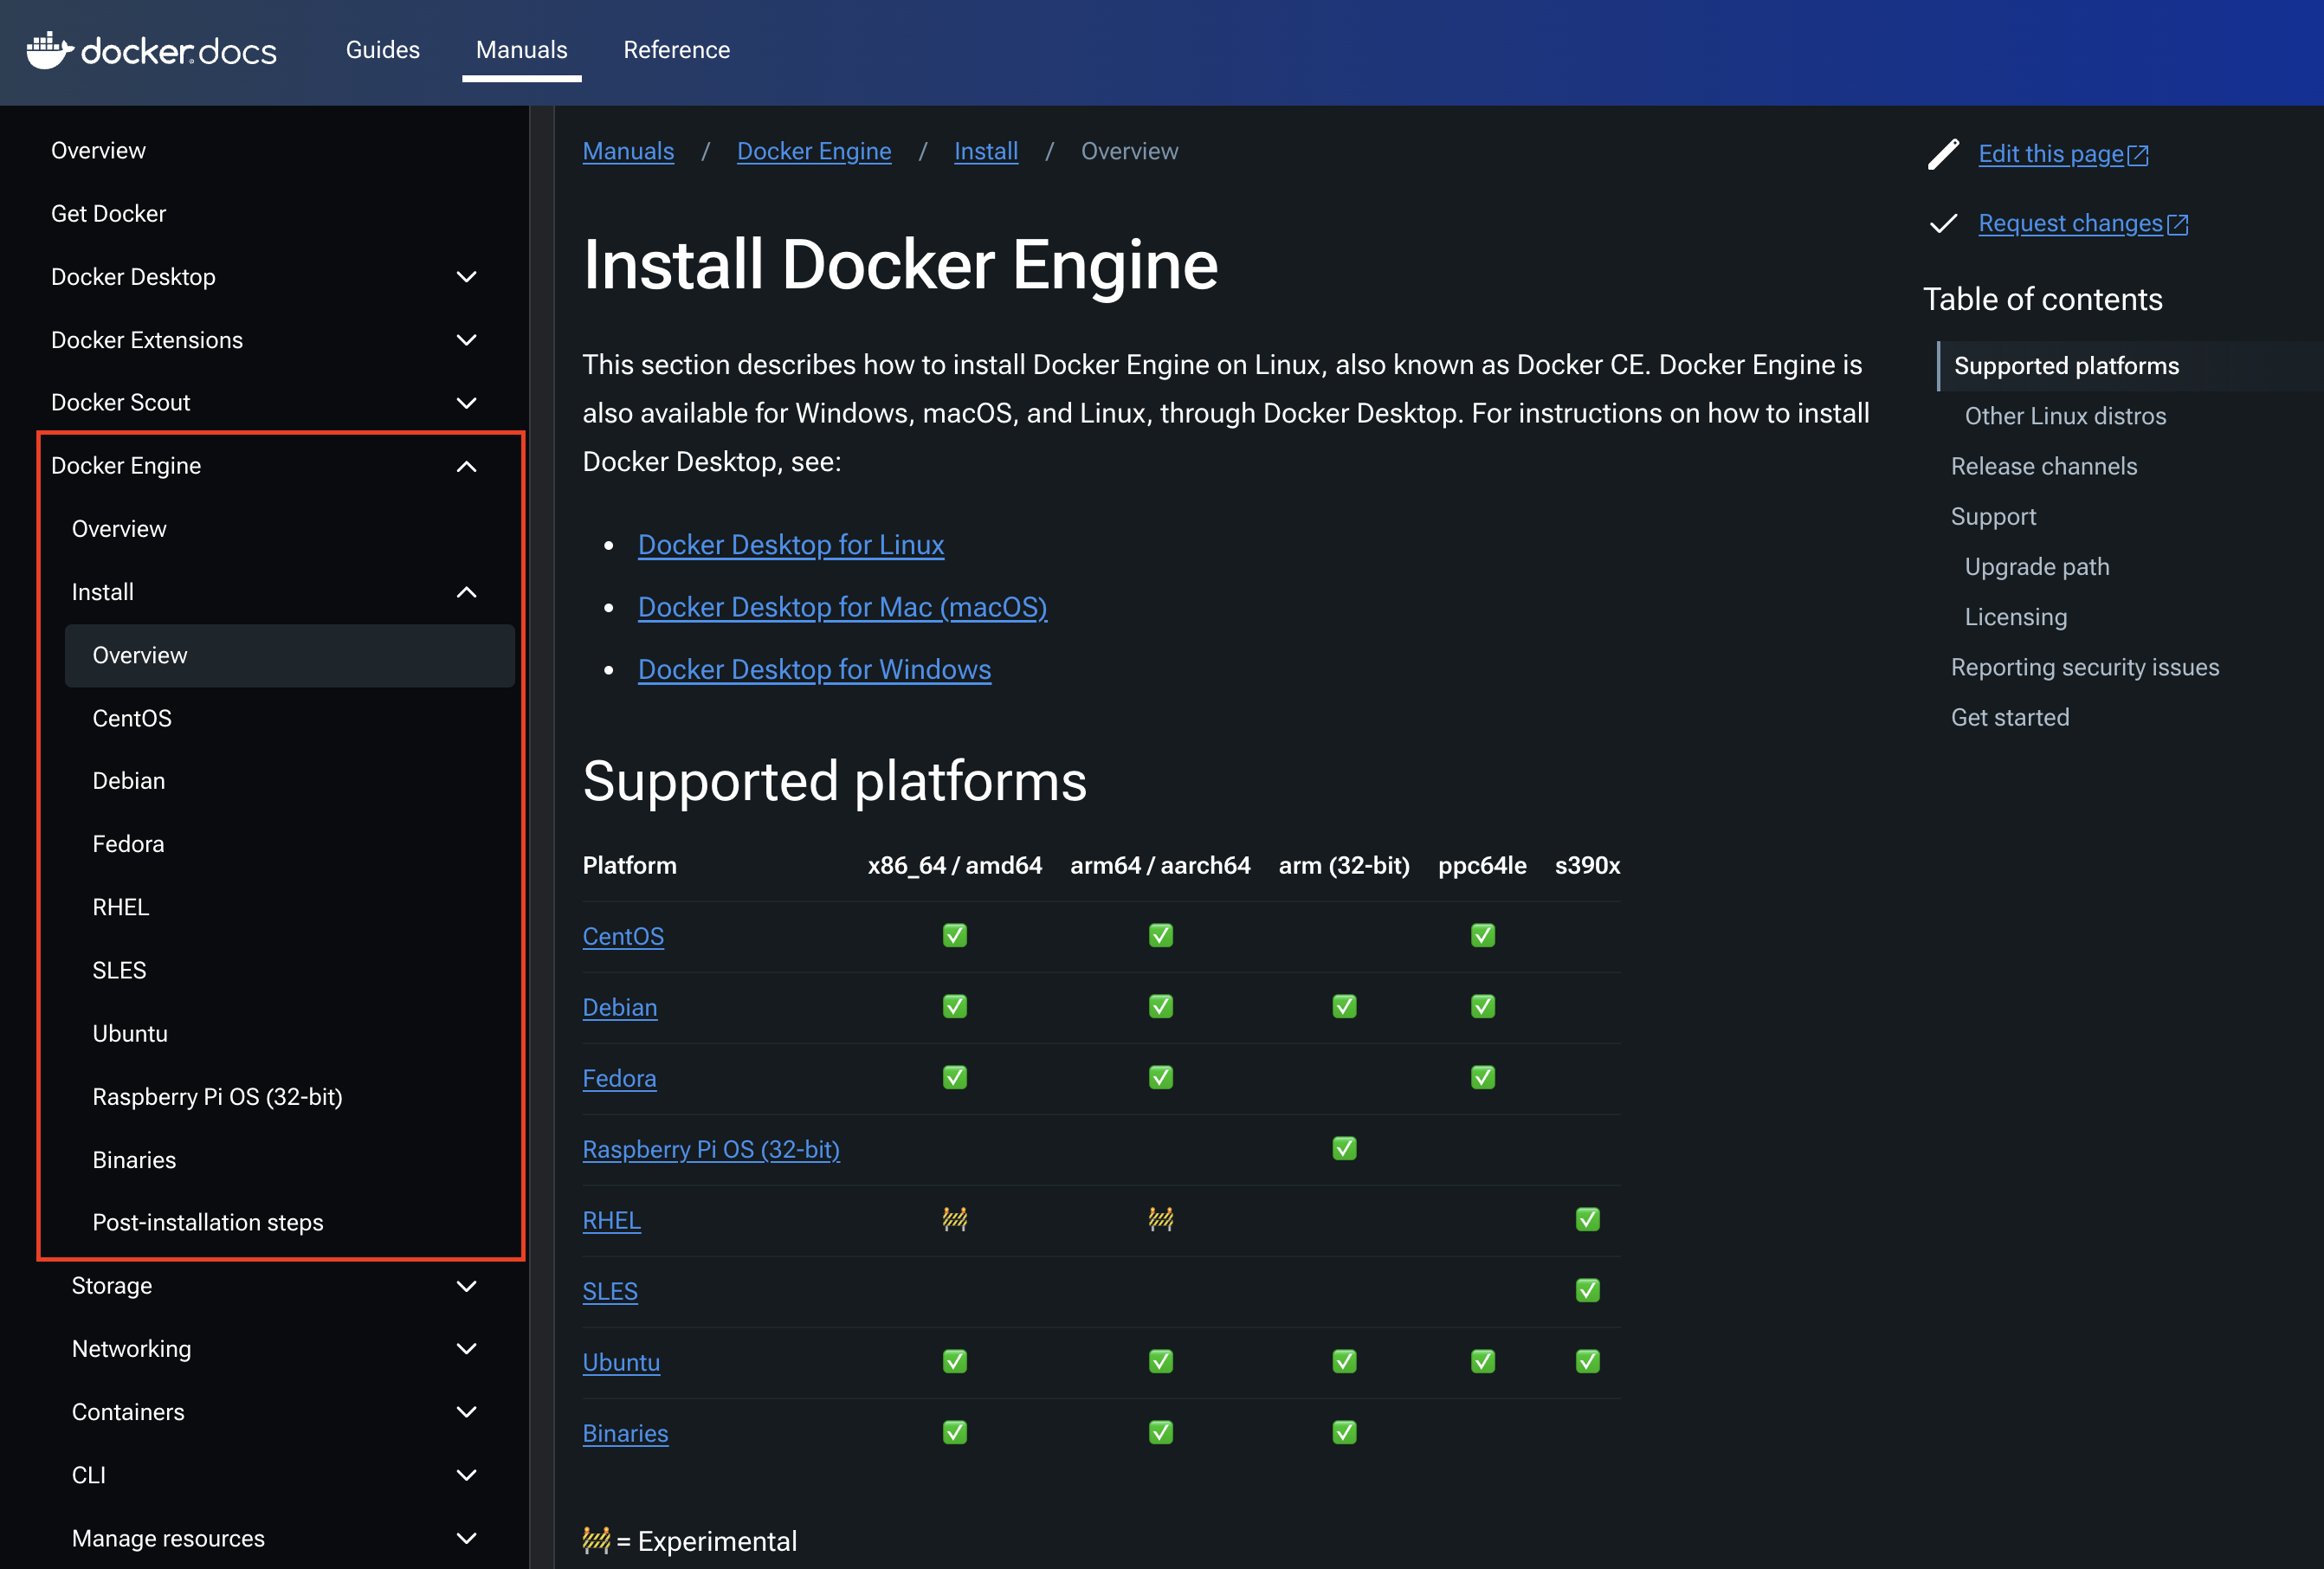 docker.docs
Guides
Manuals
Reference
Overview
Get Docker
Docker Desktop
Docker Extensions
Docker Scout
Docker Engine
Overview
Install
Overview
CentOS
Debian
Fedora
RHEL
SLES
Ubuntu
Raspberry Pi OS (32-bit)
Binaries
Post-installation steps
Storage
Networking
Containers
CLI
Manage resources
Manuals / Docker Engine / Install / Overview
Install Docker Engine
This section describes how to install Docker Engine on Linux, also known as Docker CE. Docker Engine is
also available for Windows, macOS, and Linux, through Docker Desktop. For instructions on how to install
Docker Desktop, see:
• Docker Desktop for Linux
• Docker Desktop for Mac (macOS)
• Docker Desktop for Windows
Supported platforms
Platform x86_64 / amd64 arm64 / aarch64 arm (32-bit) ppc64le s390x
CentOS ✅ ✅ ✅
Debian ✅ ✅ ✅ ✅
Fedora ✅ ✅ ✅
Raspberry Pi OS (32-bit) ✅
RHEL 🚧 🚧 ✅
SLES ✅
Ubuntu ✅ ✅ ✅ ✅ ✅
Binaries ✅ ✅ ✅
🚧 = Experimental
Edit this page
Request changes
Table of contents
Supported platforms
Other Linux distros
Release channels
Support
Upgrade path
Licensing
Reporting security issues
Get started